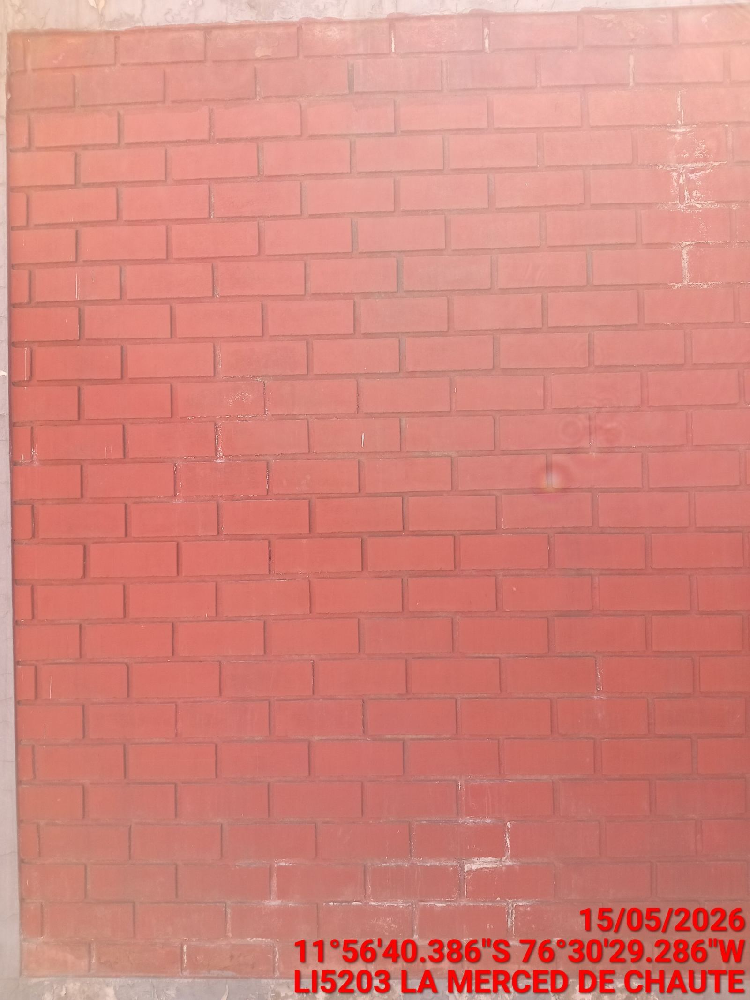 15/05/2026
11°56'40.386"S 76°30'29.286"W
LI5203 LA MERCED DE CHAUTE